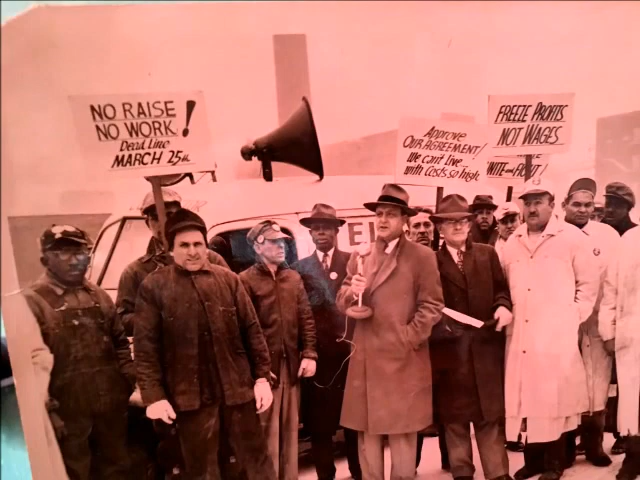 NO RAISE
NO WORK!
Dead Line
MARCH 25th
Approve
OUR AGREEMENT!
We can't Live
with Costs so high
FREEZE PROFITS
NOT WAGES